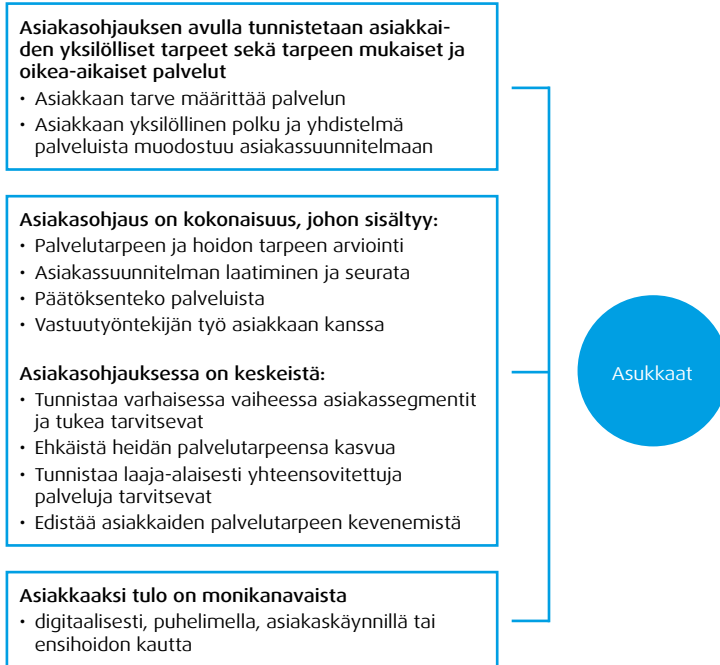 Asiakasohjauksen avulla tunnistetaan asiakkai-
den yksilölliset tarpeet sekä tarpeen mukaiset ja
oikea-aikaiset palvelut
• Asiakkaan tarve määrittää palvelun
• Asiakkaan yksilöllinen polku ja yhdistelmä
palveluista muodostuu asiakassuunnitelmaan
Asiakasohjaus on kokonaisuus, johon sisältyy:
• Palvelutarpeen ja hoidon tarpeen arviointi
• Asiakassuunnitelman laatiminen ja seurata
• Päätöksenteko palveluista
• Vastuutyöntekijän työ asiakkaan kanssa
Asiakasohjauksessa on keskeistä:
• Tunnistaa varhaisessa vaiheessa asiakassegmentit
ja tukea tarvitsevat
• Ehkäistä heidän palvelutarpeensa kasvua
• Tunnistaa laaja-alaisesti yhteensovitettuja
palveluja tarvitsevat
• Edistää asiakkaiden palvelutarpeen kevenemistä
Asiakkaaksi tulo on monikanavaista
• digitaalisesti, puhelimella, asiakaskäynnillä tai
ensihoidon kautta
Asukkaat